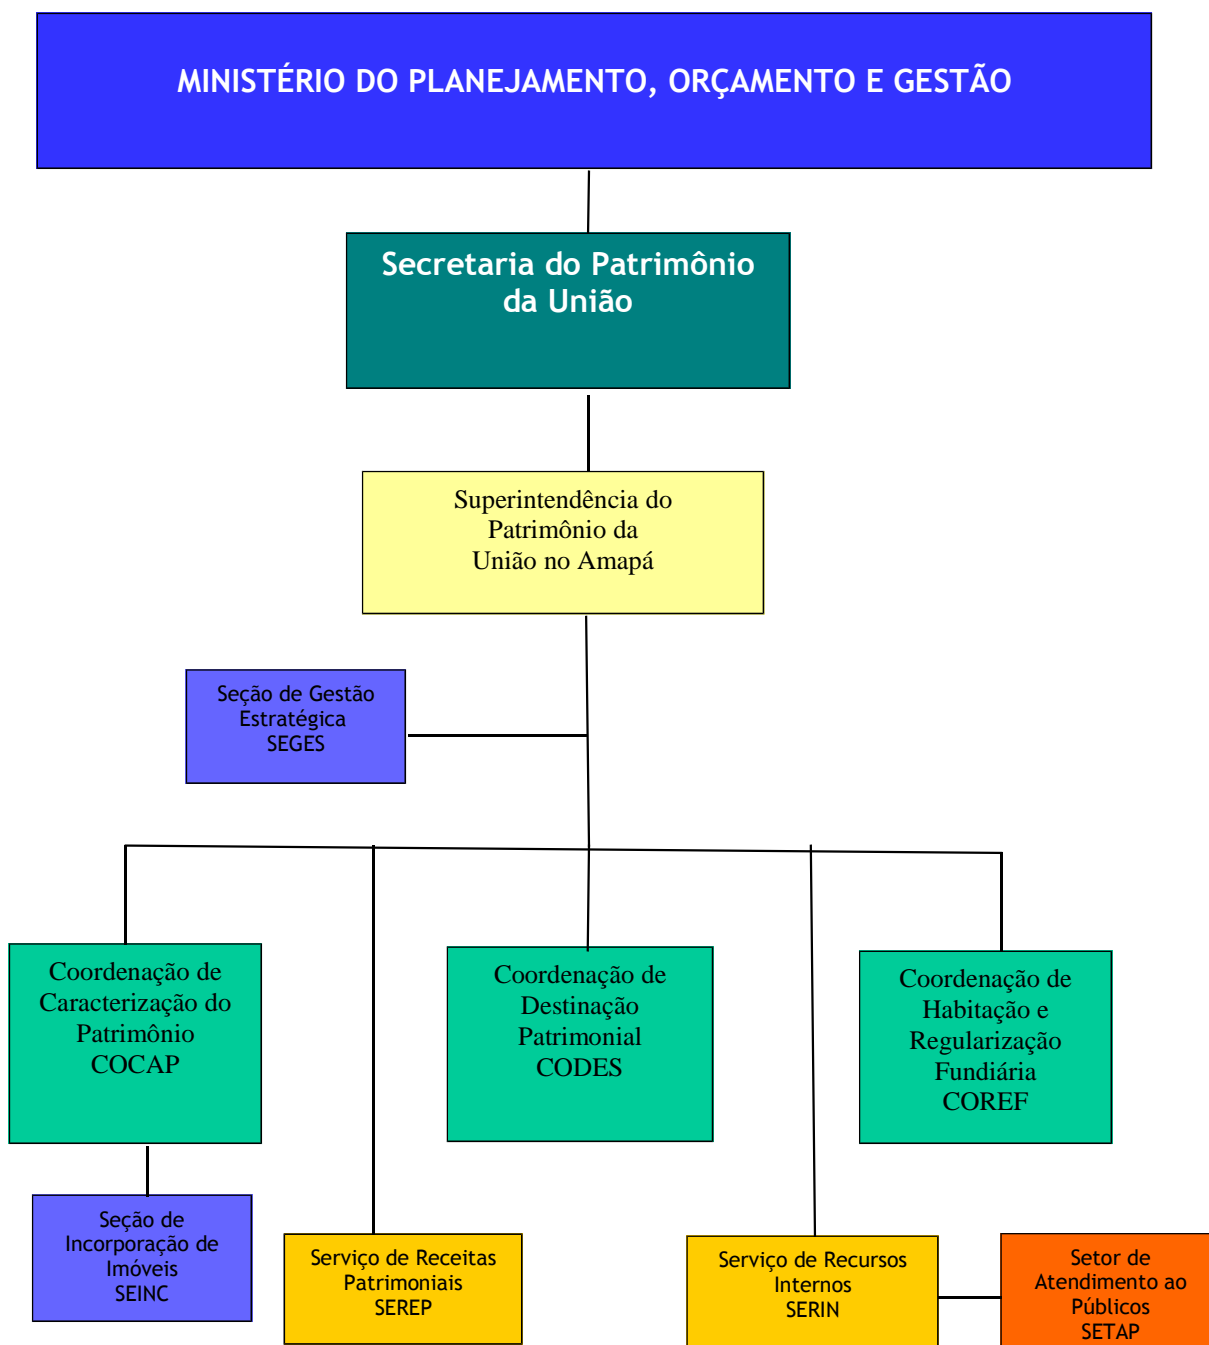 MINISTÉRIO DO PLANEJAMENTO, ORÇAMENTO E GESTÃO
Secretaria do Patrimônio
da União
Superintendência do
Patrimônio da
União no Amapá
Seção de Gestão
Estratégica
SEGES
Coordenação de
Caracterização do
Patrimônio
COCAP
Coordenação de
Destinação
Patrimonial
CODES
Coordenação de
Habitação e
Regularização
Fundiária
COREF
Seção de
Incorporação de
Imóveis
SEINC
Serviço de Receitas
Patrimoniais
SEREP
Serviço de Recursos
Internos
SERIN
Setor de
Atendimento ao
Públicos
SETAP